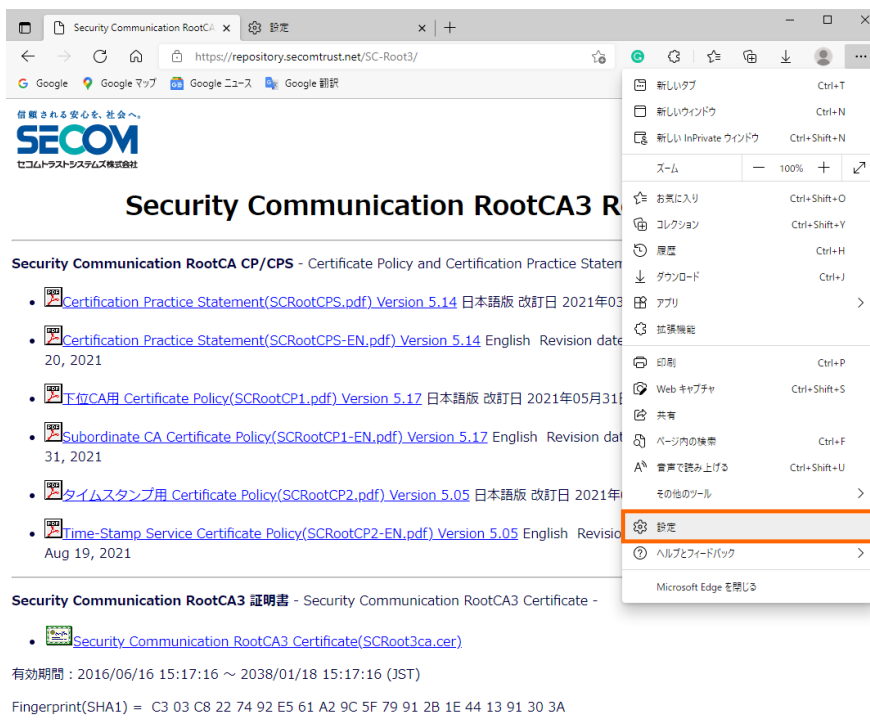 Security Communication RootCA
設定
https://repository.secomtrust.net/SC-Root3/
Google
Google マップ
Google ニュース
Google 翻訳
信頼される安心を、社会へ。
SECOM
セコムトラストシステムズ株式会社
Security Communication RootCA3 R
Security Communication RootCA CP/CPS - Certificate Policy and Certification Practice Statem
Certification Practice Statement(SCRootCPS.pdf) Version 5.14 日本語版 改訂日 2021年03
Certification Practice Statement(SCRootCPS-EN.pdf) Version 5.14 English Revision date
20, 2021
下位CA用 Certificate Policy(SCRootCP1.pdf) Version 5.17 日本語版 改訂日 2021年05月31
Subordinate CA Certificate Policy(SCRootCP1-EN.pdf) Version 5.17 English Revision dat
31, 2021
タイムスタンプ用 Certificate Policy(SCRootCP2.pdf) Version 5.05 日本語版 改訂日 2021年
Time-Stamp Service Certificate Policy(SCRootCP2-EN.pdf) Version 5.05 English Revisio
Aug 19, 2021
Security Communication RootCA3 証明書 - Security Communication RootCA3 Certificate -
Security Communication RootCA3 Certificate(SCRoot3ca.cer)
有効期間：2016/06/16 15:17:16 ～ 2038/01/18 15:17:16 (JST)
Fingerprint(SHA1) = C3 03 C8 22 74 92 E5 61 A2 9C 5F 79 91 2B 1E 44 13 91 30 3A
新しいタブ Ctrl+T
新しいウィンドウ Ctrl+N
新しい InPrivate ウィンドウ Ctrl+Shift+N
ズーム 100%
お気に入り Ctrl+Shift+O
コレクション Ctrl+Shift+Y
履歴 Ctrl+H
ダウンロード Ctrl+J
アプリ
拡張機能
印刷 Ctrl+P
Web キャプチャ Ctrl+Shift+S
共有
ページ内の検索 Ctrl+F
音声で読み上げる Ctrl+Shift+U
その他のツール
設定
ヘルプとフィードバック
Microsoft Edge を閉じる